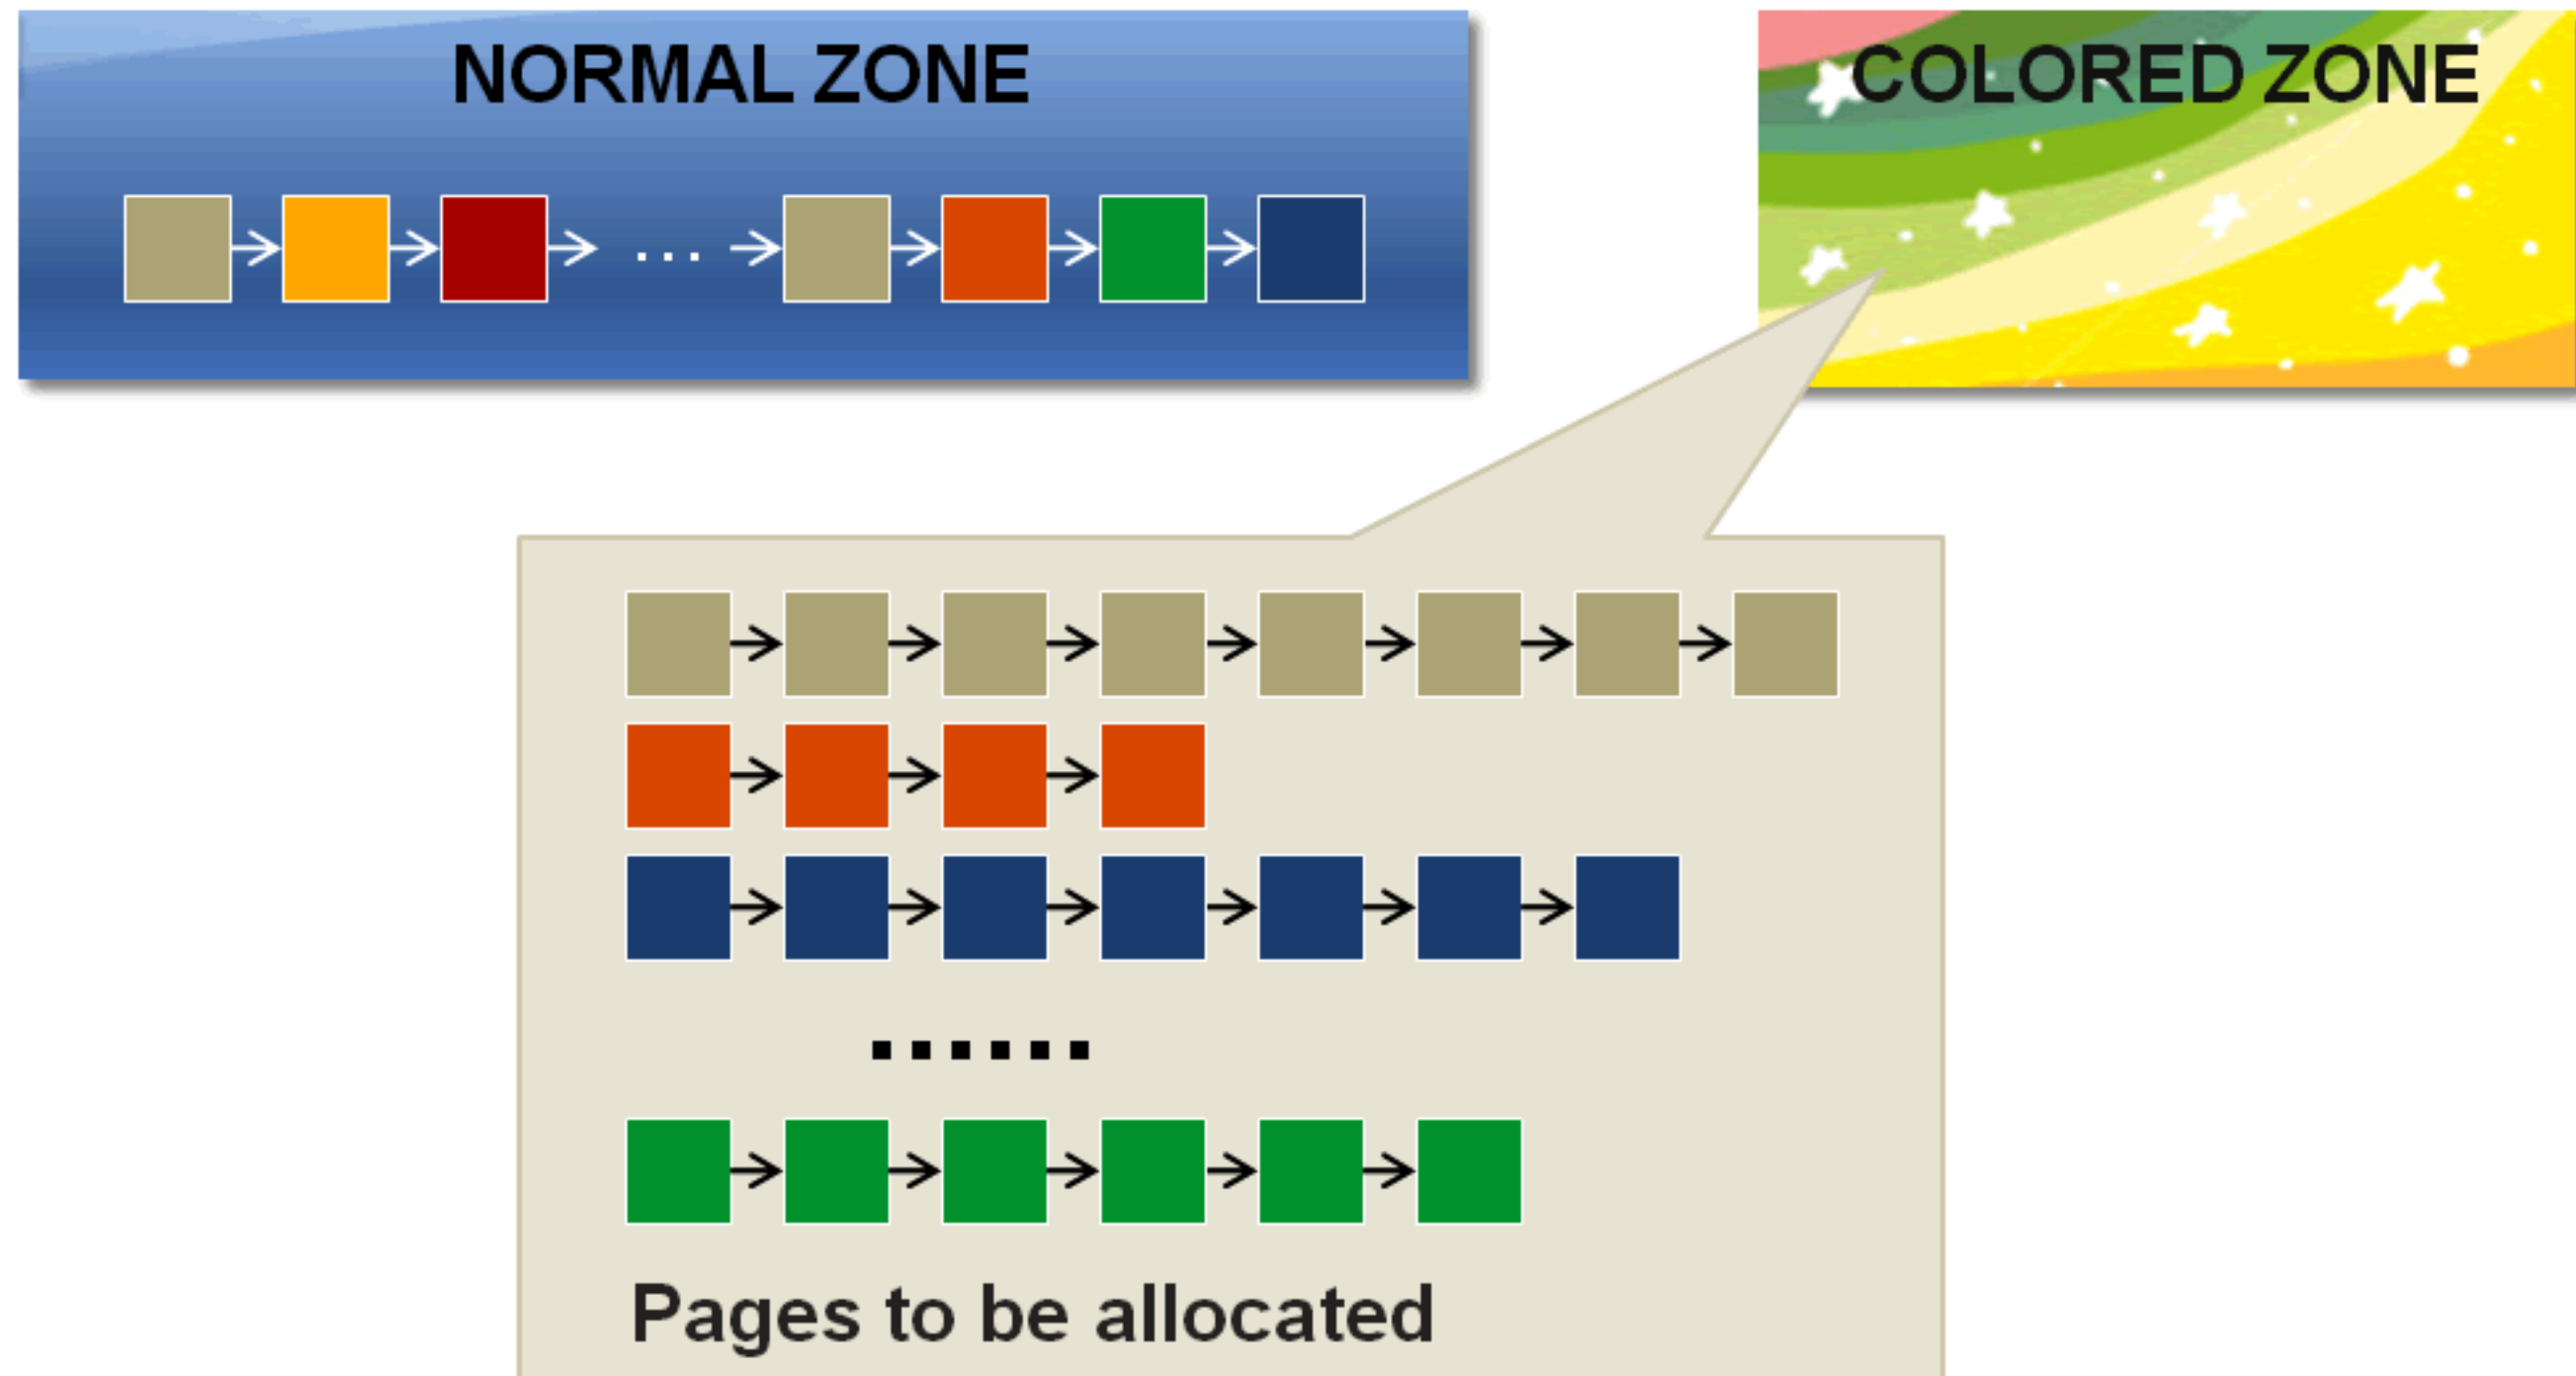 NORMAL ZONE
COLORED ZONE
...
......
Pages to be allocated